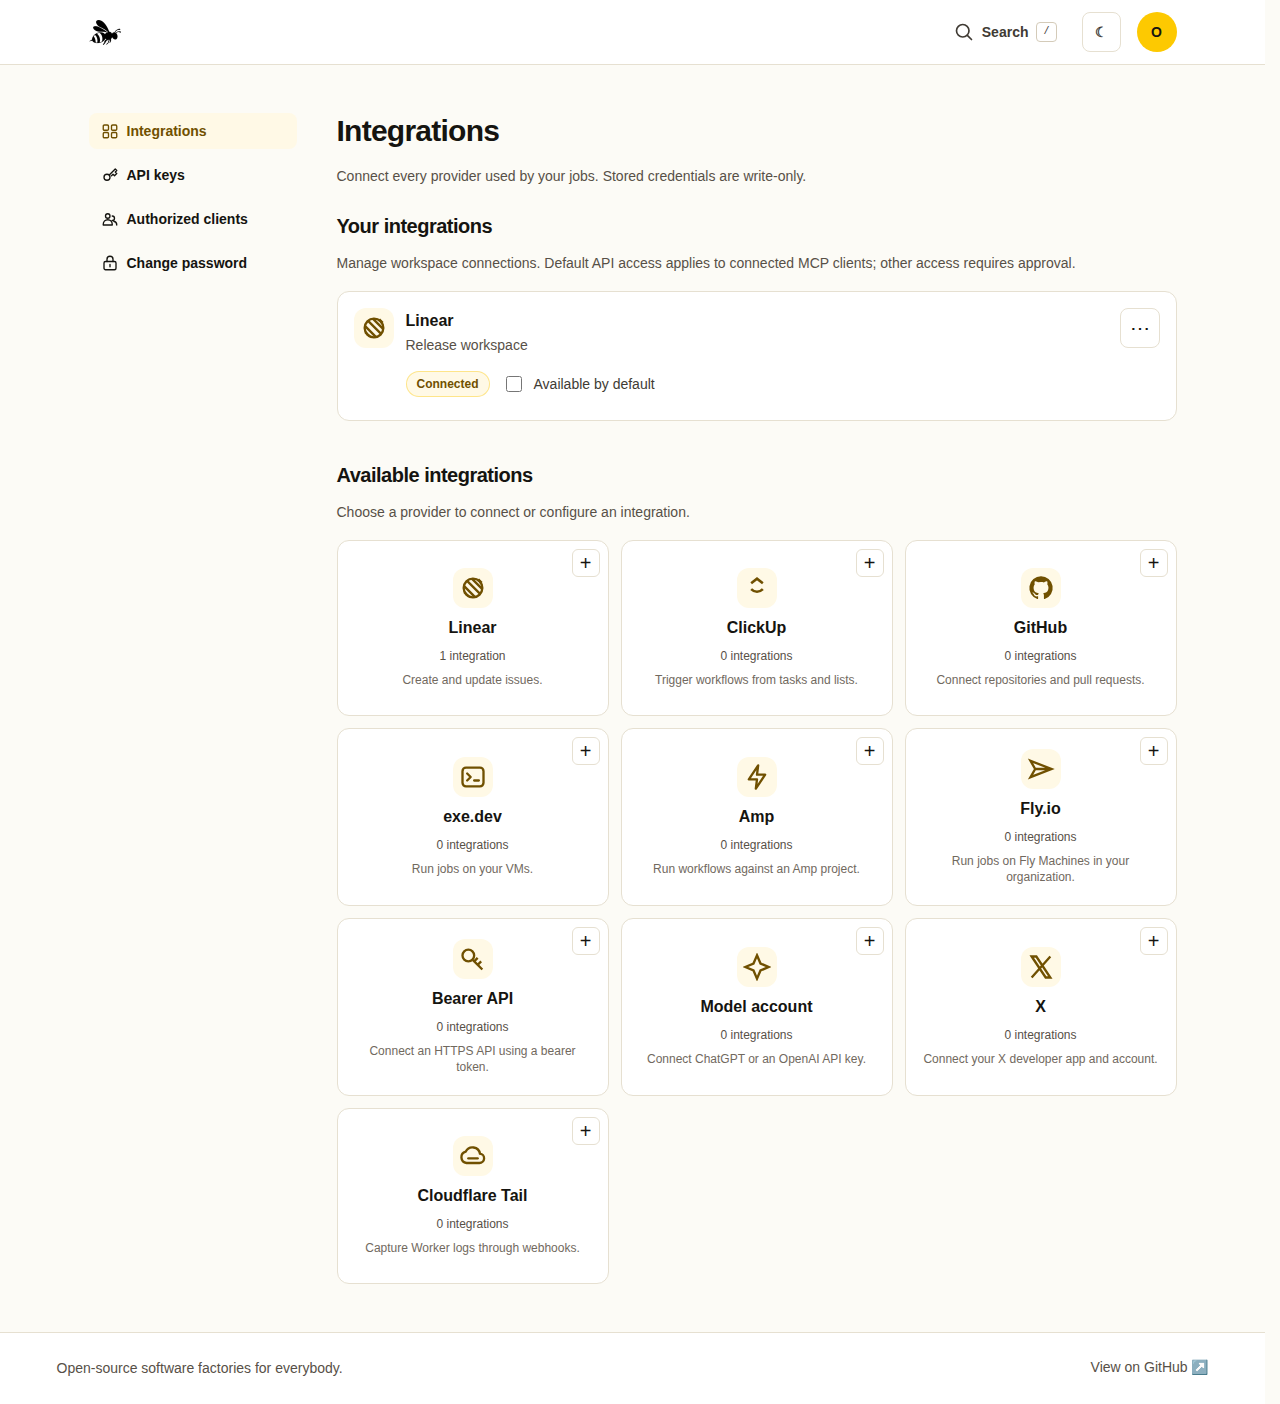 Search /
O
Integrations
API keys
Authorized clients
Change password
Integrations
Connect every provider used by your jobs. Stored credentials are write-only.
Your integrations
Manage workspace connections. Default API access applies to connected MCP clients; other access requires approval.
Linear
Release workspace
Connected
Available by default
Available integrations
Choose a provider to connect or configure an integration.
Linear
1 integration
Create and update issues.
ClickUp
0 integrations
Trigger workflows from tasks and lists.
GitHub
0 integrations
Connect repositories and pull requests.
exe.dev
0 integrations
Run jobs on your VMs.
Amp
0 integrations
Run workflows against an Amp project.
Fly.io
0 integrations
Run jobs on Fly Machines in your
organization.
Bearer API
0 integrations
Connect an HTTPS API using a bearer
token.
Model account
0 integrations
Connect ChatGPT or an OpenAI API key.
X
0 integrations
Connect your X developer app and account.
Cloudflare Tail
0 integrations
Capture Worker logs through webhooks.
Open-source software factories for everybody.
View on GitHub ↗